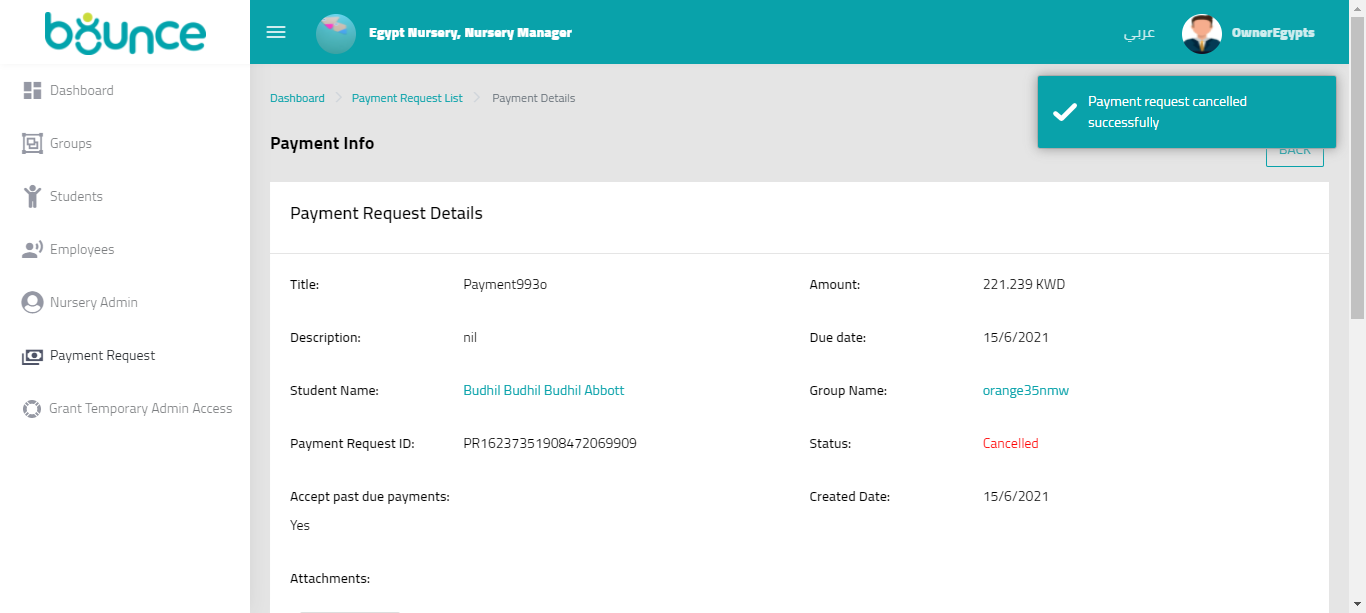 bounce
Egypt Nursery, Nursery Manager
عربي
OwnerEgypts
Dashboard
Groups
Students
Employees
Nursery Admin
Payment Request
Grant Temporary Admin Access
Dashboard
Payment Request List
Payment Details
Payment request cancelled
successfully
Payment Info
BACK
Payment Request Details
Title:
Payment993o
Amount:
221.239 KWD
Description:
nil
Due date:
15/6/2021
Student Name:
Budhil Budhil Budhil Abbott
Group Name:
orange35nmw
Payment Request ID:
PR16237351908472069909
Status:
Cancelled
Accept past due payments:
Yes
Created Date:
15/6/2021
Attachments: